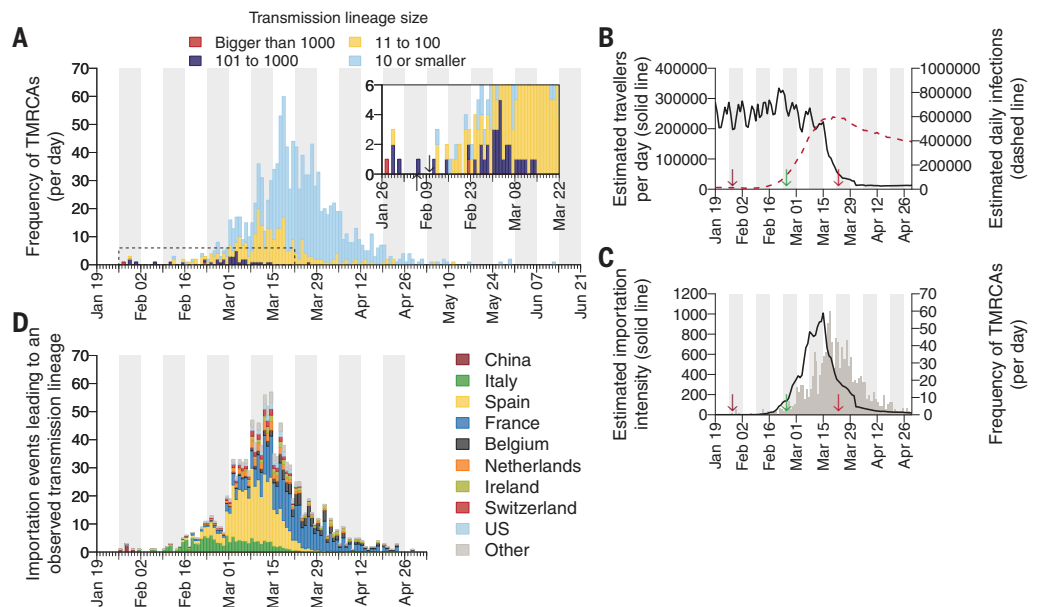 Transmission lineage size
A
Bigger than 1000
11 to 100
101 to 1000
10 or smaller
Frequency of TMRCAs
(per day)
70
60
50
40
30
20
10
0
Jan 19
Feb 02
Feb 16
Mar 01
Mar 15
Mar 29
Apr 12
Apr 26
May 10
May 24
Jun 07
Jun 21
6
4
2
0
Jan 26
Feb 09
Feb 23
Mar 08
Mar 22
B
Estimated travellers
per day (solid line)
400000
300000
200000
100000
0
1000000
800000
600000
400000
200000
0
Estimated daily infections
(dashed line)
Jan 19
Feb 02
Feb 16
Mar 01
Mar 15
Mar 29
Apr 12
Apr 26
C
Estimated importation
intensity (solid line)
1200
1000
800
600
400
200
0
70
60
50
40
30
20
10
0
Frequency of TMRCAs
(per day)
Jan 19
Feb 02
Feb 16
Mar 01
Mar 15
Mar 29
Apr 12
Apr 26
D
Importation events leading to an
observed transmission lineage
70
60
50
40
30
20
10
0
Jan 19
Feb 02
Feb 16
Mar 01
Mar 15
Mar 29
Apr 12
Apr 26
China
Italy
Spain
France
Belgium
Netherlands
Ireland
Switzerland
US
Other